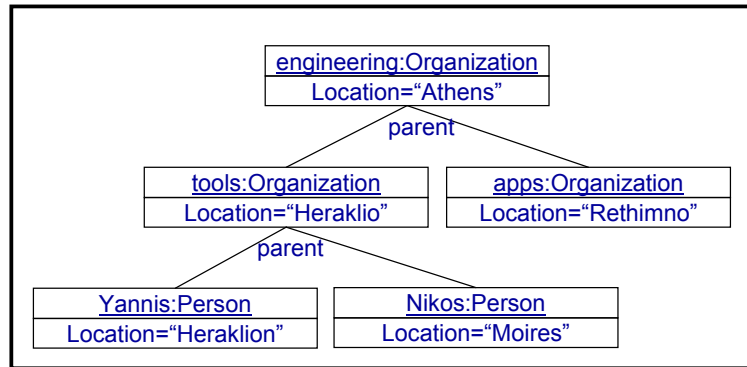 engineering:Organization
Location=“Athens”
parent
tools:Organization
apps:Organization
Location=“Heraklio”
Location=“Rethimno”
parent
Yannis:Person
Nikos:Person
Location=“Heraklion”
Location=“Moires”